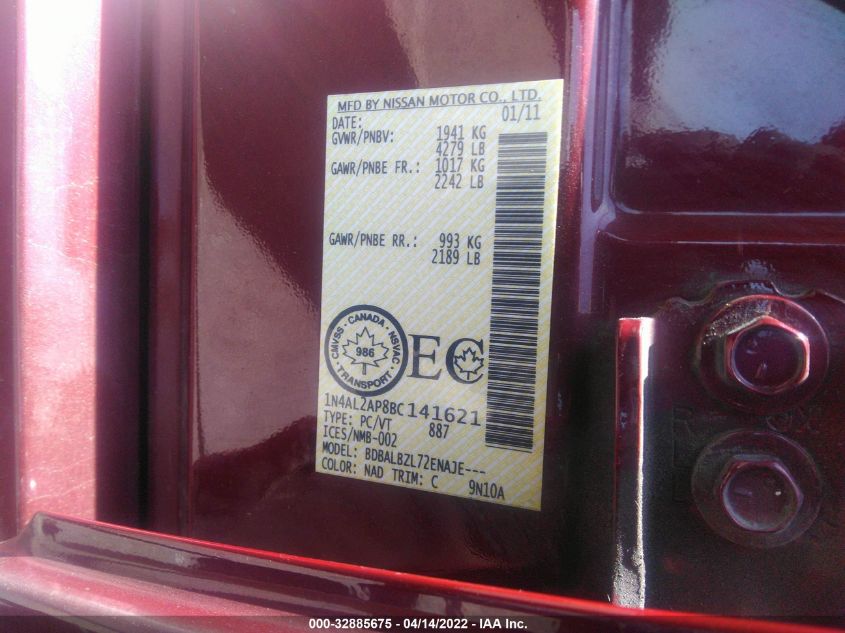 MFD BY NISSAN MOTOR CO., LTD.
DATE: 01/11
GVWR/PNBV: 1941 KG
4279 LB
GAWR/PNBE FR.: 1017 KG
2242 LB
GAWR/PNBE RR.: 993 KG
2189 LB
CMVSS - CANADA - NSVAC
986
TRANSPORT
EC
1N4AL2AP8BC141621
TYPE: PC/VT 887
ICES/NMB-002
MODEL: BDBALBZL72ENAJE---
COLOR: NAD TRIM: C 9N10A
000-32885675 - 04/14/2022 - IAA Inc.